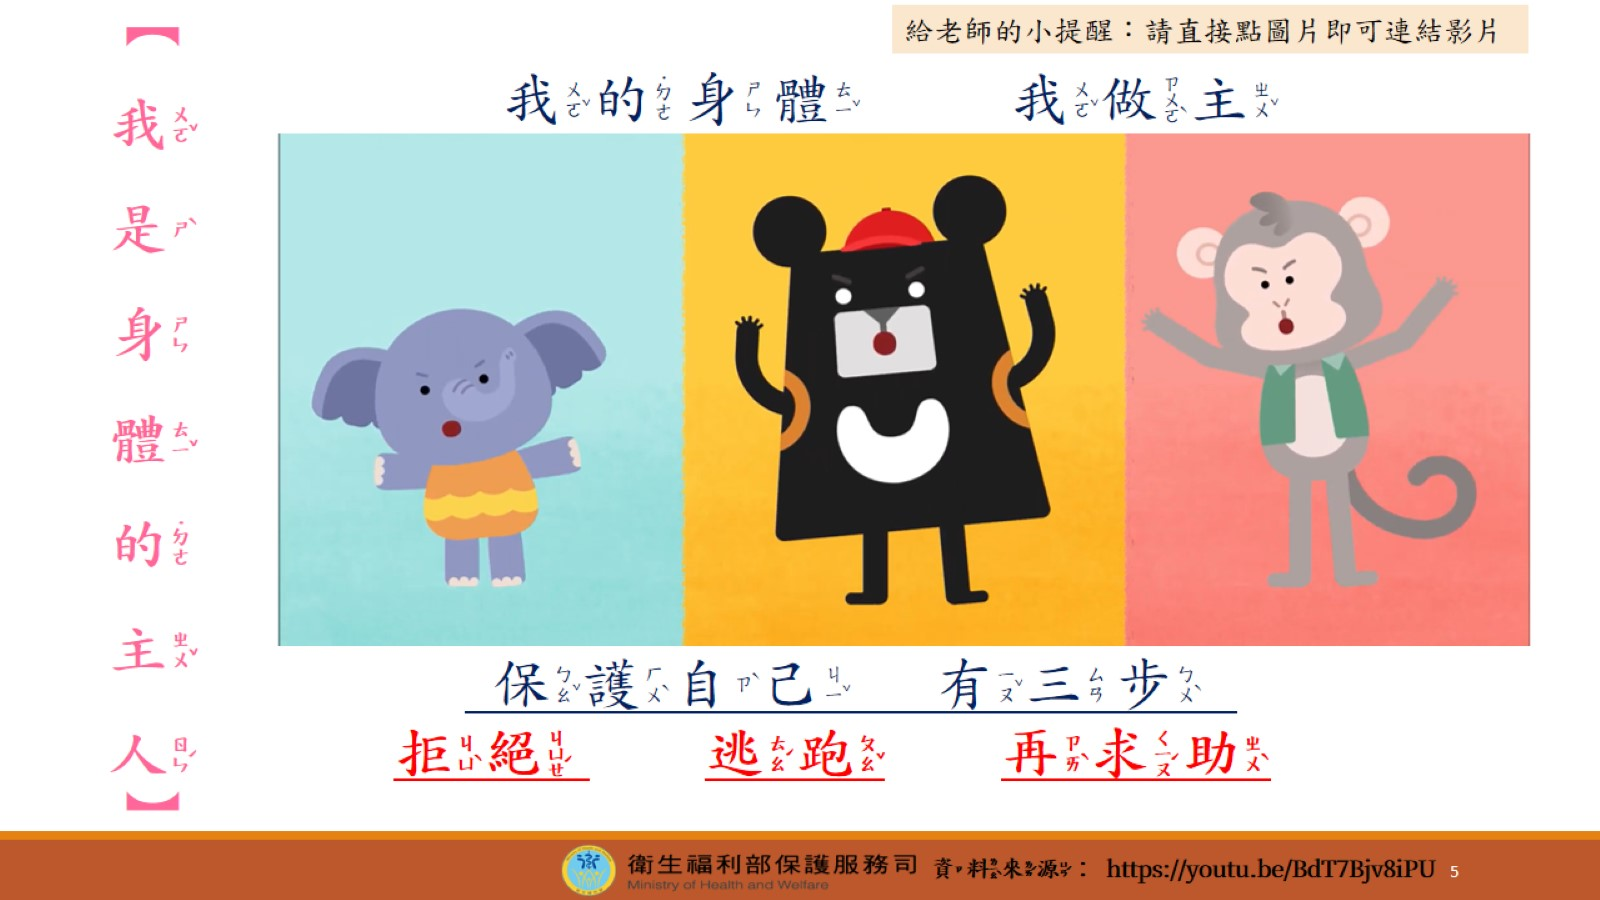 給老師的小提醒：請直接點圖片即可連結影片
【我是身體的主人】
我的身體　我做主
保護自己　有三步
拒絕　逃跑　再求助
衛生福利部保護服務司
Ministry of Health and Welfare
資料來源： https://youtu.be/BdT7Bjv8iPU
5